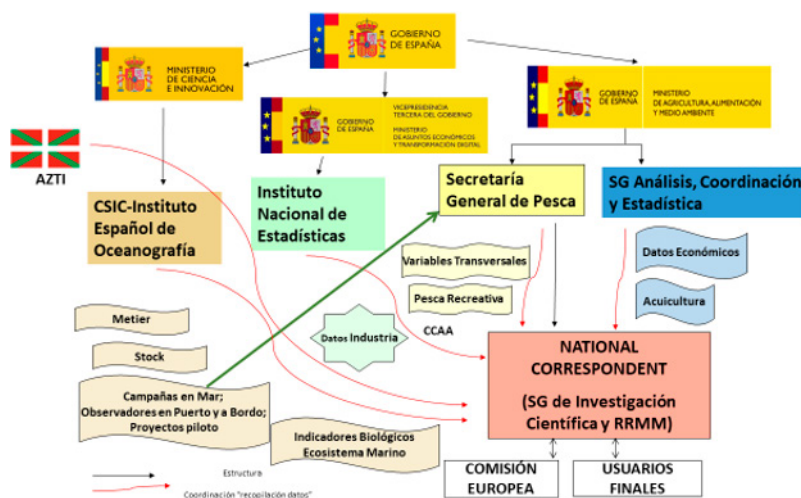 GOBIERNO
DE ESPAÑA
MINISTERIO
DE CIENCIA
E INNOVACIÓN
GOBIERNO
DE ESPAÑA
VICEPRESIDENCIA
TERCERA DEL GOBIERNO
MINISTERIO
DE ASUNTOS ECONÓMICOS
Y TRANSFORMACIÓN DIGITAL
GOBIERNO
DE ESPAÑA
MINISTERIO
DE AGRICULTURA, ALIMENTACIÓN
Y MEDIO AMBIENTE
AZTI
CSIC-Instituto
Español de
Oceanografía
Instituto
Nacional de
Estadísticas
Secretaría
General de Pesca
SG Análisis, Coordinación
y Estadística
Variables Transversales
Pesca Recreativa
Datos Económicos
Acuicultura
Metier
Stock
Campañas en Mar;
Observadores en Puerto y a Bordo;
Proyectos piloto
Datos Industria
CCAA
Indicadores Biológicos
Ecosistema Marino
NATIONAL
CORRESPONDENT
(SG de Investigación
Científica y RRMM)
COMISIÓN
EUROPEA
USUARIOS
FINALES
Estructura
Coordinación "recopilación datos"